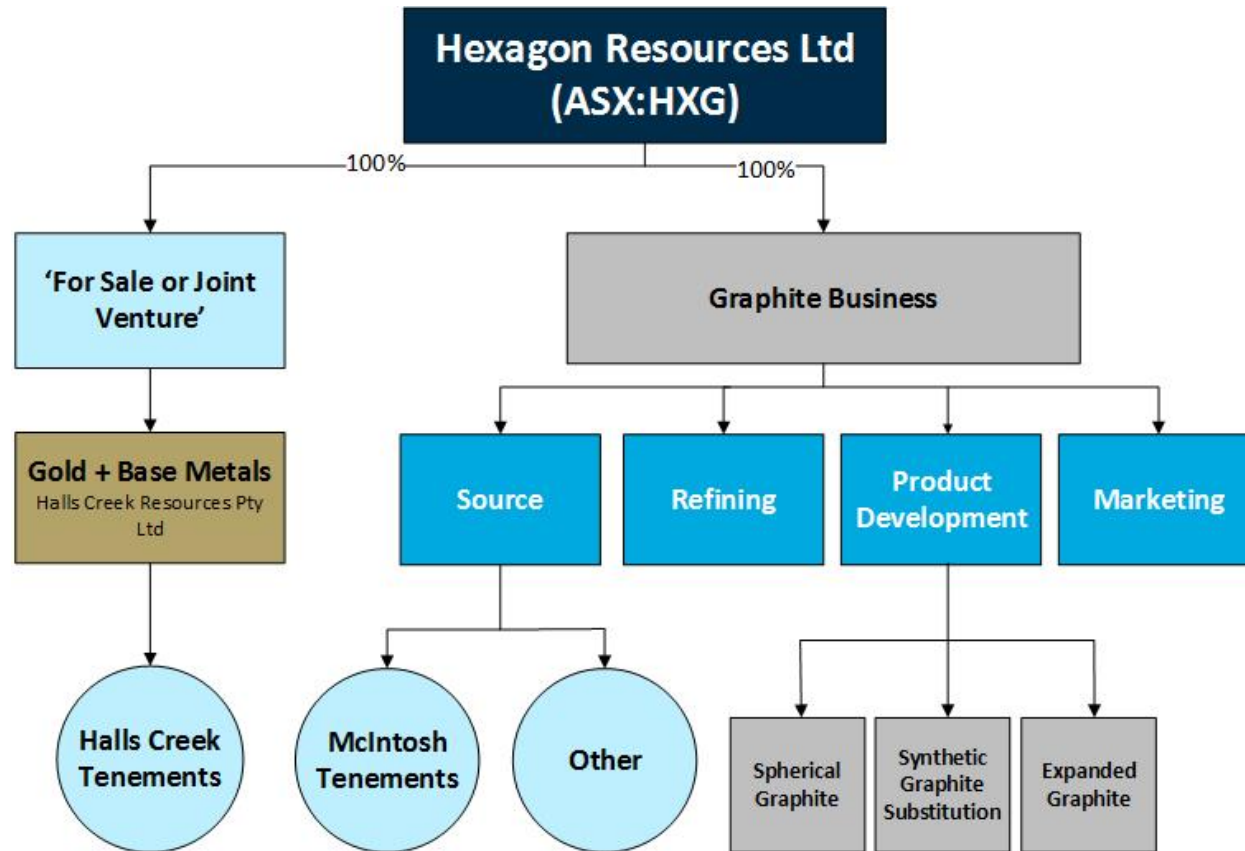 Hexagon Resources Ltd
(ASX:HXG)
100%
100%
‘For Sale or Joint
Venture’
Graphite Business
Gold + Base Metals
Halls Creek Resources Pty
Ltd
Source
Refining
Product
Development
Marketing
Halls Creek
Tenements
McIntosh
Tenements
Other
Spherical
Graphite
Synthetic
Graphite
Substitution
Expanded
Graphite